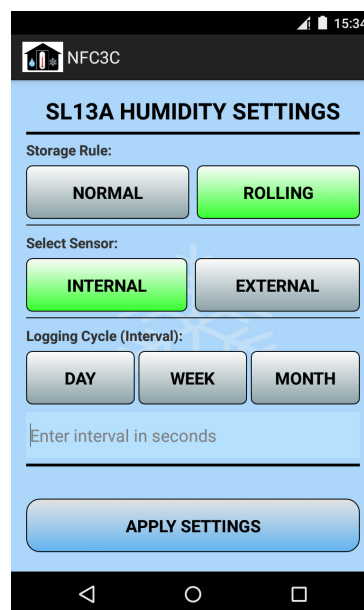 15:34
NFC3C
SL13A HUMIDITY SETTINGS
Storage Rule:
NORMAL ROLLING
Select Sensor:
INTERNAL EXTERNAL
Logging Cycle (Interval):
DAY WEEK MONTH
Enter interval in seconds
APPLY SETTINGS